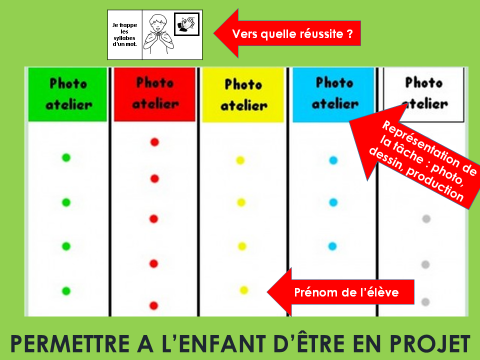 Je frappe
les
syllabes
d'un mot.
Vers quelle réussite ?
Photo
atelier
Photo
atelier
Photo
atelier
Photo
atelier
Photo
atelier
Représentation de
la tâche : photo,
dessin, production
Prénom de l'élève
PERMETTRE A L'ENFANT D'ÊTRE EN PROJET